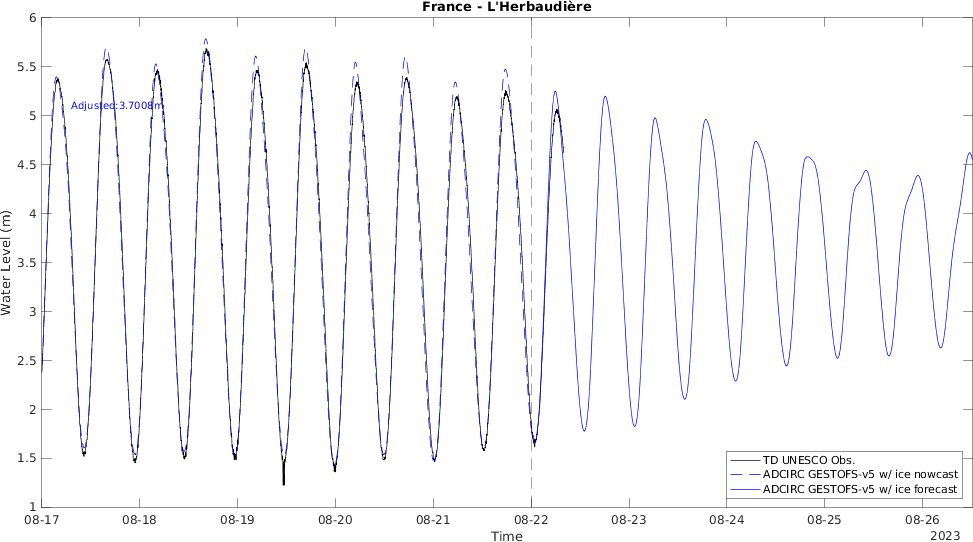 France - L'Herbaudière
6
5.5
5
4.5
4
3.5
3
2.5
2
1.5
1
Water Level (m)
Adjusted:3.7008m
TD UNESCO Obs.
ADCIRC GESTOFS-v5 w/ ice nowcast
ADCIRC GESTOFS-v5 w/ ice forecast
08-17 08-18 08-19 08-20 08-21 08-22 08-23 08-24 08-25 08-26
Time
2023